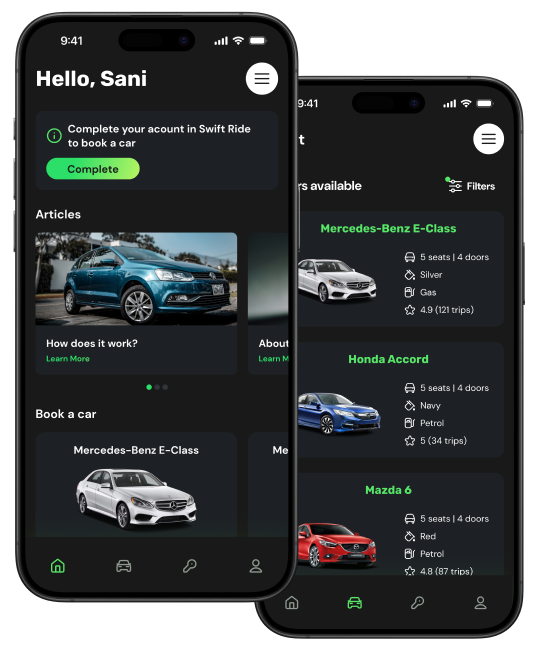 9:41
Hello, Sani
Complete your acount in Swift Ride
to book a car
Complete
Articles
How does it work?
Learn More
About
Learn M
Book a car
Mercedes-Benz E-Class
Me
9:41
t
rs available
Filters
Mercedes-Benz E-Class
5 seats | 4 doors
Silver
Gas
4.9 (121 trips)
Honda Accord
5 seats | 4 doors
Navy
Petrol
5 (34 trips)
Mazda 6
5 seats | 4 doors
Red
Petrol
4.8 (87 trips)